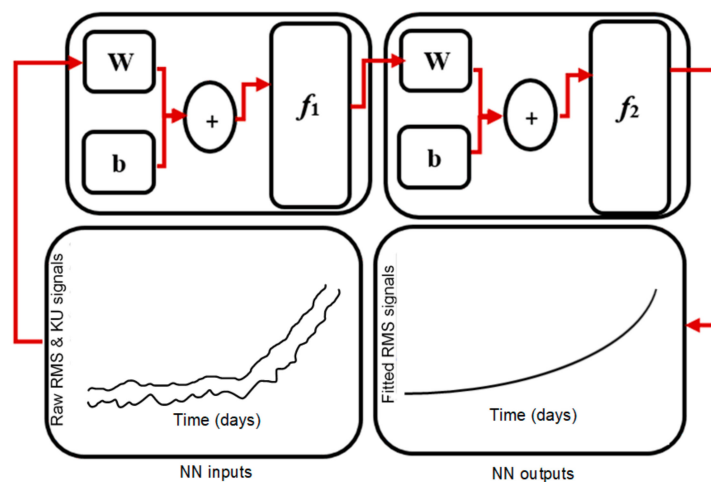 W
b
+
f1
W
b
+
f2
Raw RMS & KU signals
Time (days)
NN inputs
Fitted RMS signals
Time (days)
NN outputs